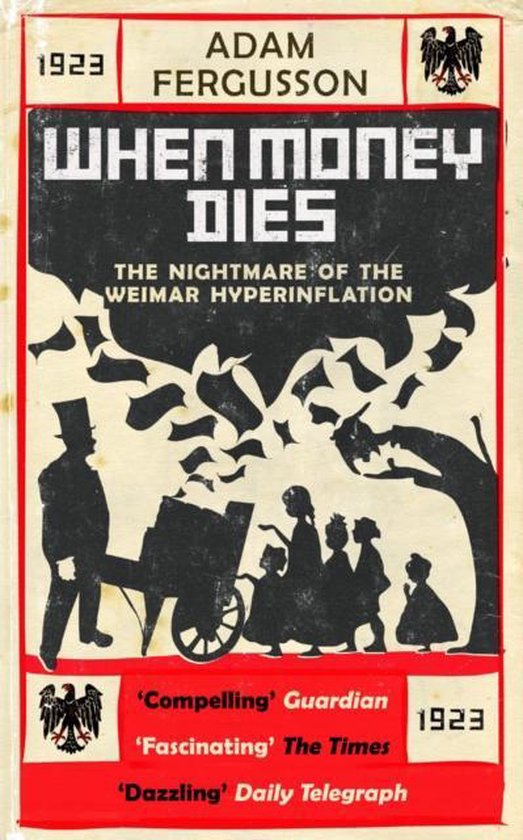 1923
ADAM
FERGUSSON
WHEN MONEY
DIES
THE NIGHTMARE OF THE
WEIMAR HYPERINFLATION
'Compelling' Guardian
1923
'Fascinating' The Times
'Dazzling' Daily Telegraph